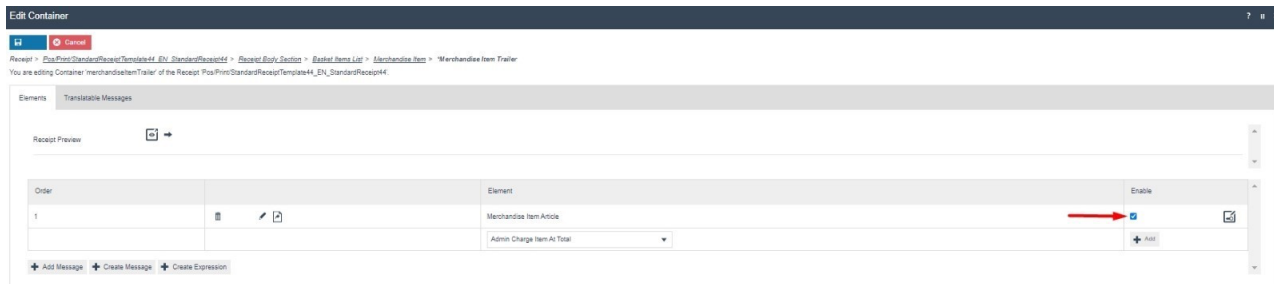 Edit Container
?
Cancel
Receipt > Pos/Print/StandardReceiptTemplate44_EN_StandardReceipt44 > Receipt Body Section > Basket Items List > Merchandise Item > *Merchandise Item Trailer
You are editing Container 'merchandiseItemTrailer' of the Receipt 'Pos/Print/StandardReceiptTemplate44_EN_StandardReceipt44'.
Elements Translatable Messages
Receipt Preview
Order Element Enable
1 Merchandise Item Article
Admin Charge Item At Total Add
Add Message Create Message Create Expression